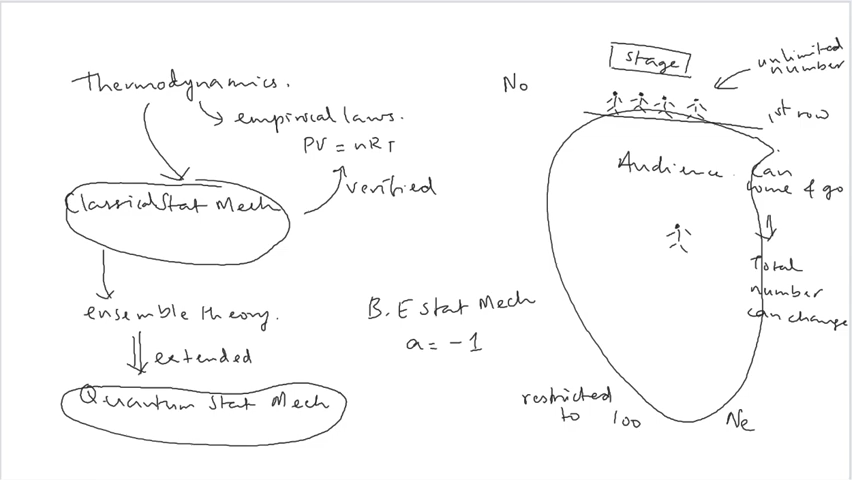 Thermodynamics.
empirical laws.
PV = nRT
verified
Classical Stat Mech
ensemble theory.
extended
Quantum Stat Mech
B.E Stat Mech
a = -1
No
Stage
unlimited
number
1st row
Audience.
Can
come & go
Total
number
can change
restricted
to 100
Ne